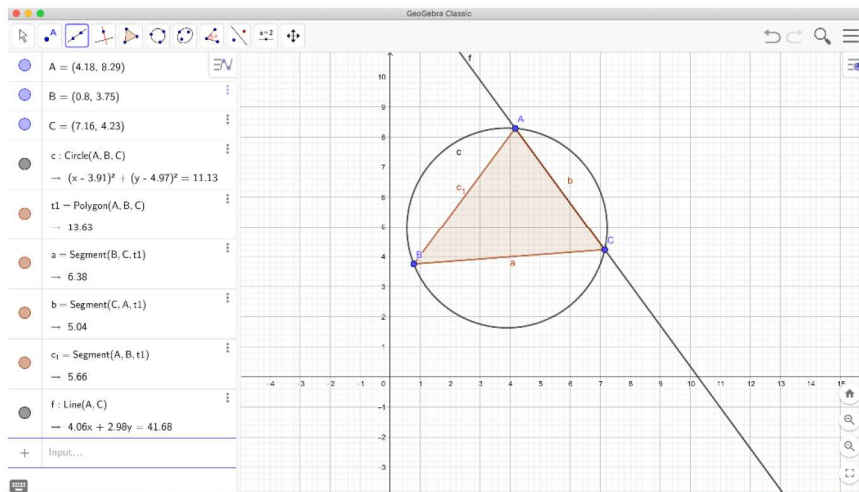 GeoGebra Classic
A
a=2
A = (4.18, 8.29)
B = (0.8, 3.75)
C = (7.16, 4.23)
c : Circle(A, B, C)
→ (x - 3.91)² + (y - 4.97)² = 11.13
t1 = Polygon(A, B, C)
→ 13.63
a = Segment(B, C, t1)
→ 6.38
b = Segment(C, A, t1)
→ 5.04
c₁ = Segment(A, B, t1)
→ 5.66
f : Line(A, C)
→ 4.06x + 2.98y = 41.68
+ Input...
f
10
9
8
7
6
5
4
3
2
1
0
−1
−2
−3
−4 −3 −2 −1 0 1 2 3 4 5 6 7 8 9 10 11 12 13 14 15
A
c
c₁
b
B
C
a